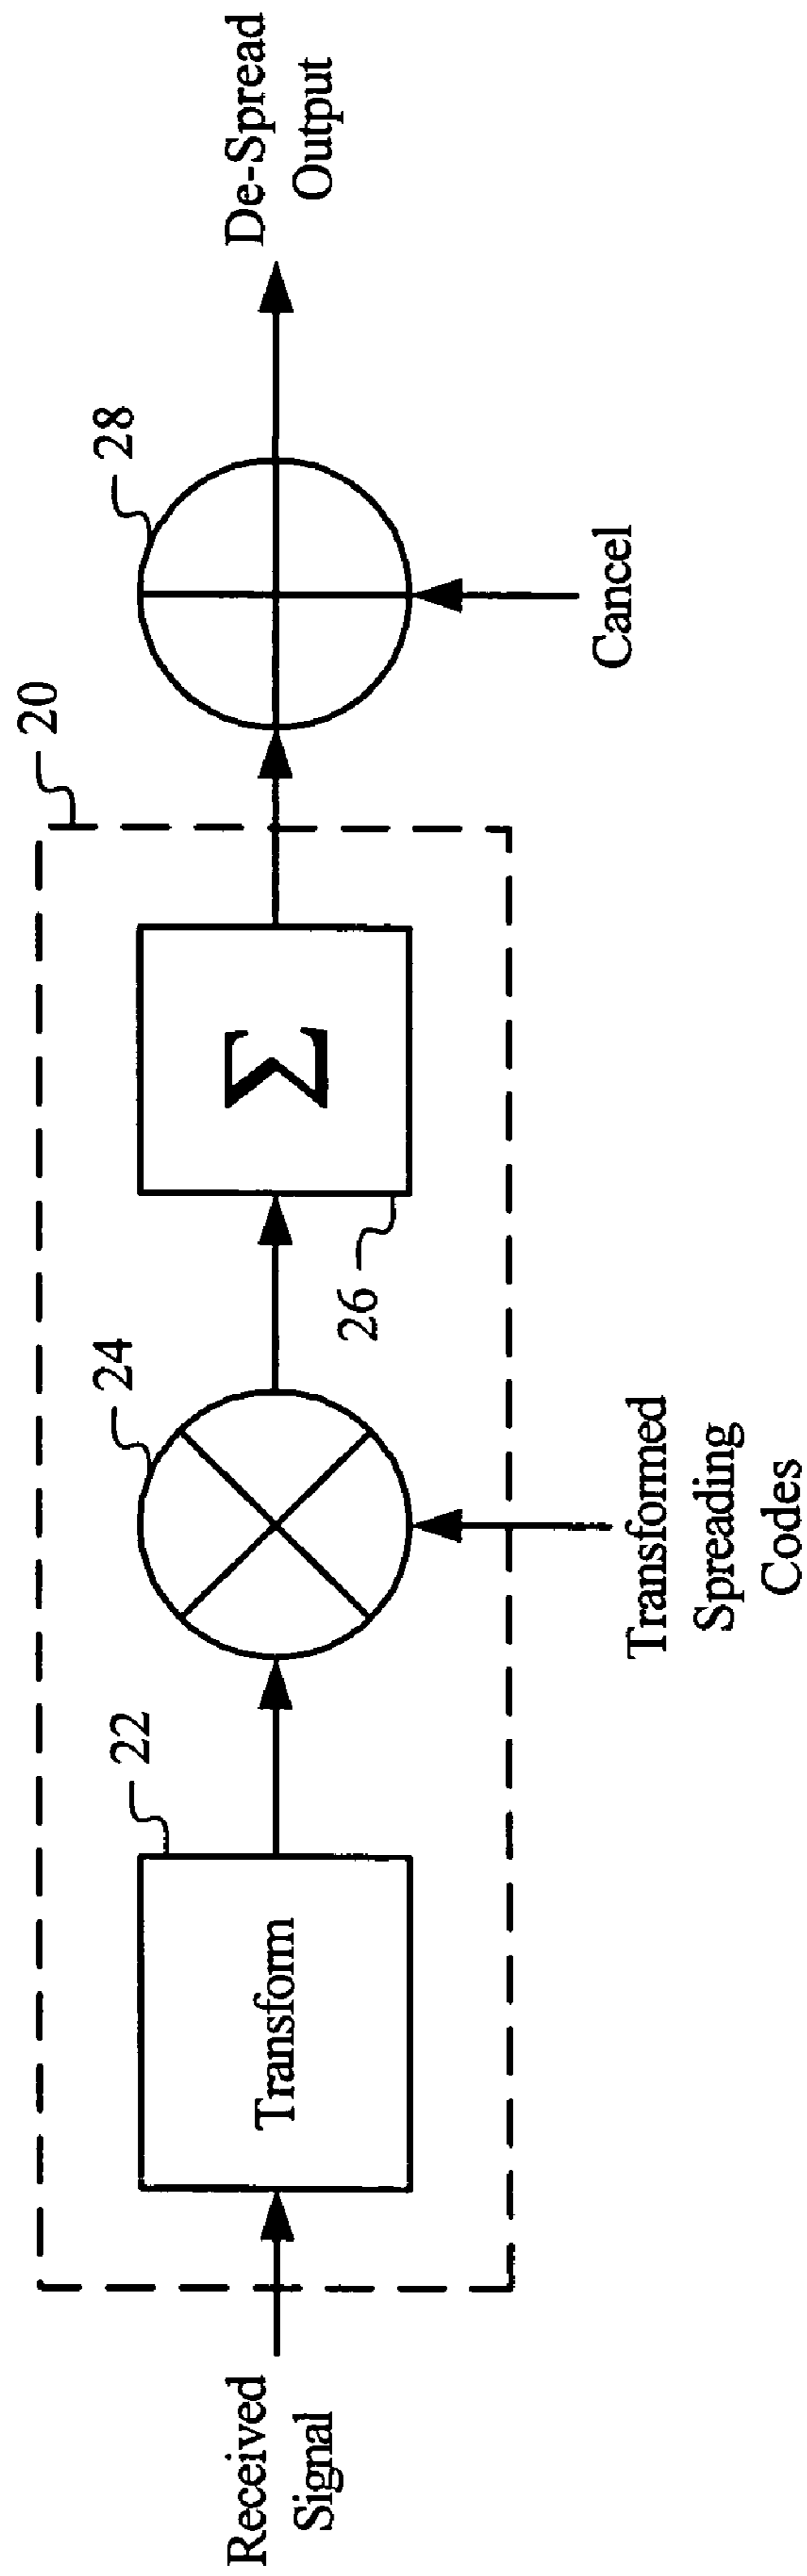 Received
Signal
20
22
Transform
24
Transformed
Spreading
Codes
26
Σ
28
Cancel
De-Spread
Output